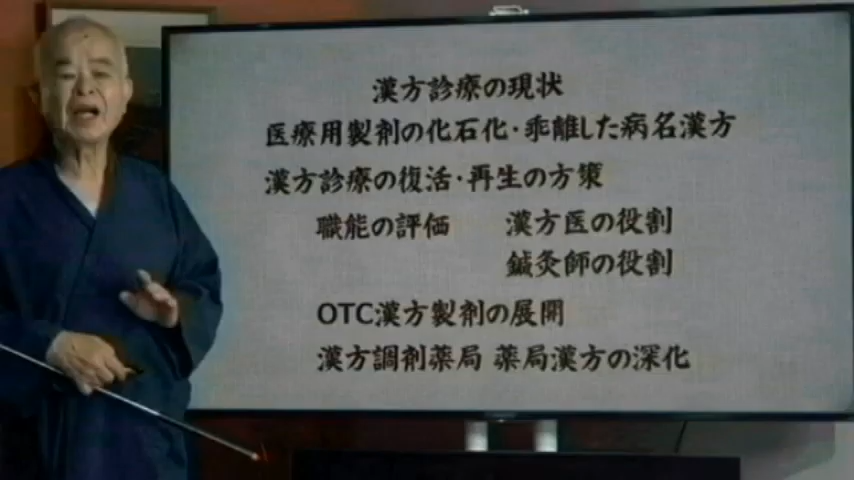 漢方診療の現状
医療用製剤の化石化・乖離した病名漢方
漢方診療の復活・再生の方策
職能の評価　漢方医の役割
鍼灸師の役割
OTC漢方製剤の展開
漢方調剤薬局 薬局漢方の深化